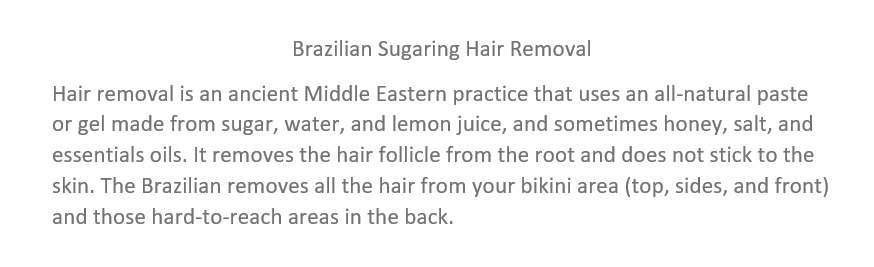 Brazilian Sugaring Hair Removal
Hair removal is an ancient Middle Eastern practice that uses an all-natural paste
or gel made from sugar, water, and lemon juice, and sometimes honey, salt, and
essentials oils. It removes the hair follicle from the root and does not stick to the
skin. The Brazilian removes all the hair from your bikini area (top, sides, and front)
and those hard-to-reach areas in the back.